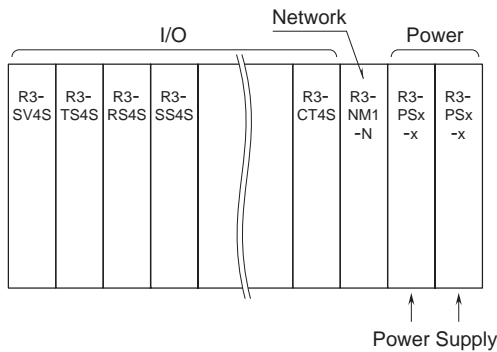 Network
I/O
Power
R3-
SV4S
R3-
TS4S
R3-
RS4S
R3-
SS4S
R3-
CT4S
R3-
NM1
-N
R3-
PSx
-x
R3-
PSx
-x
Power Supply